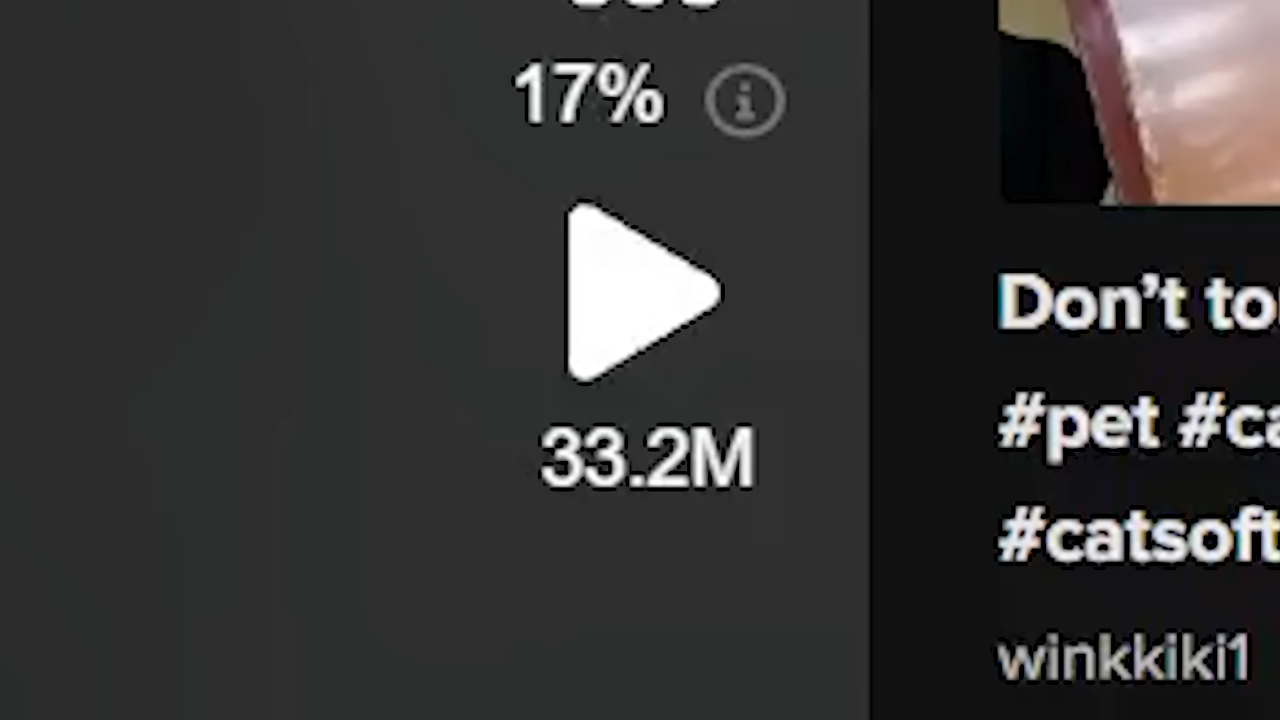 17%
33.2M
Don’t to
#pet #ca
#catsoft
winkkiki1